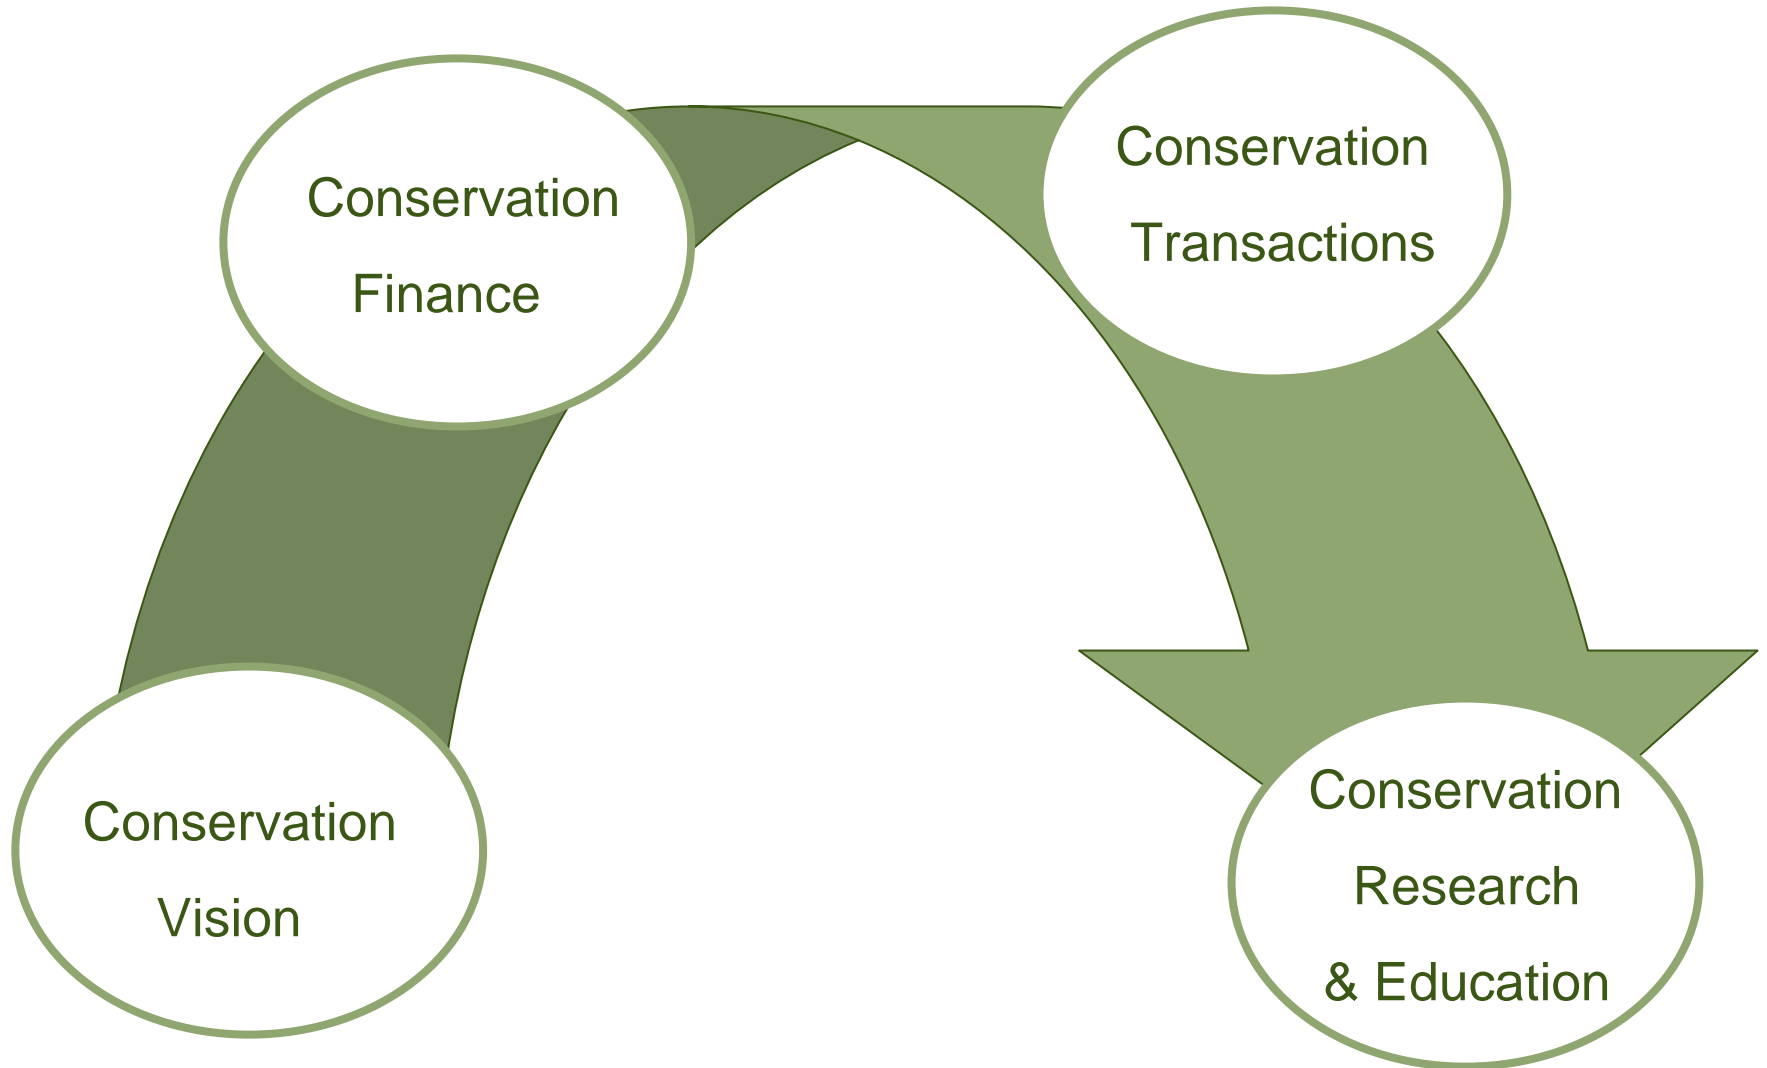 Conservation
Vision
Conservation
Finance
Conservation
Transactions
Conservation
Research
& Education